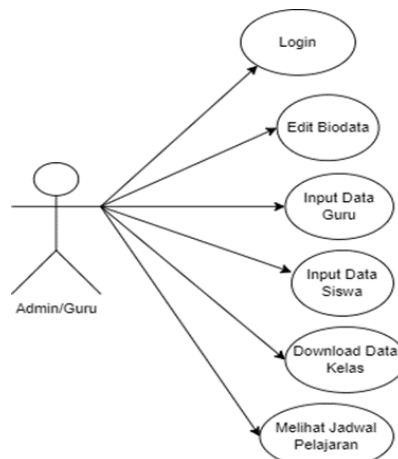 Login
Edit Biodata
Input Data
Guru
Input Data
Siswa
Admin/Guru
Download Data
Kelas
Melihat Jadwal
Pelajaran